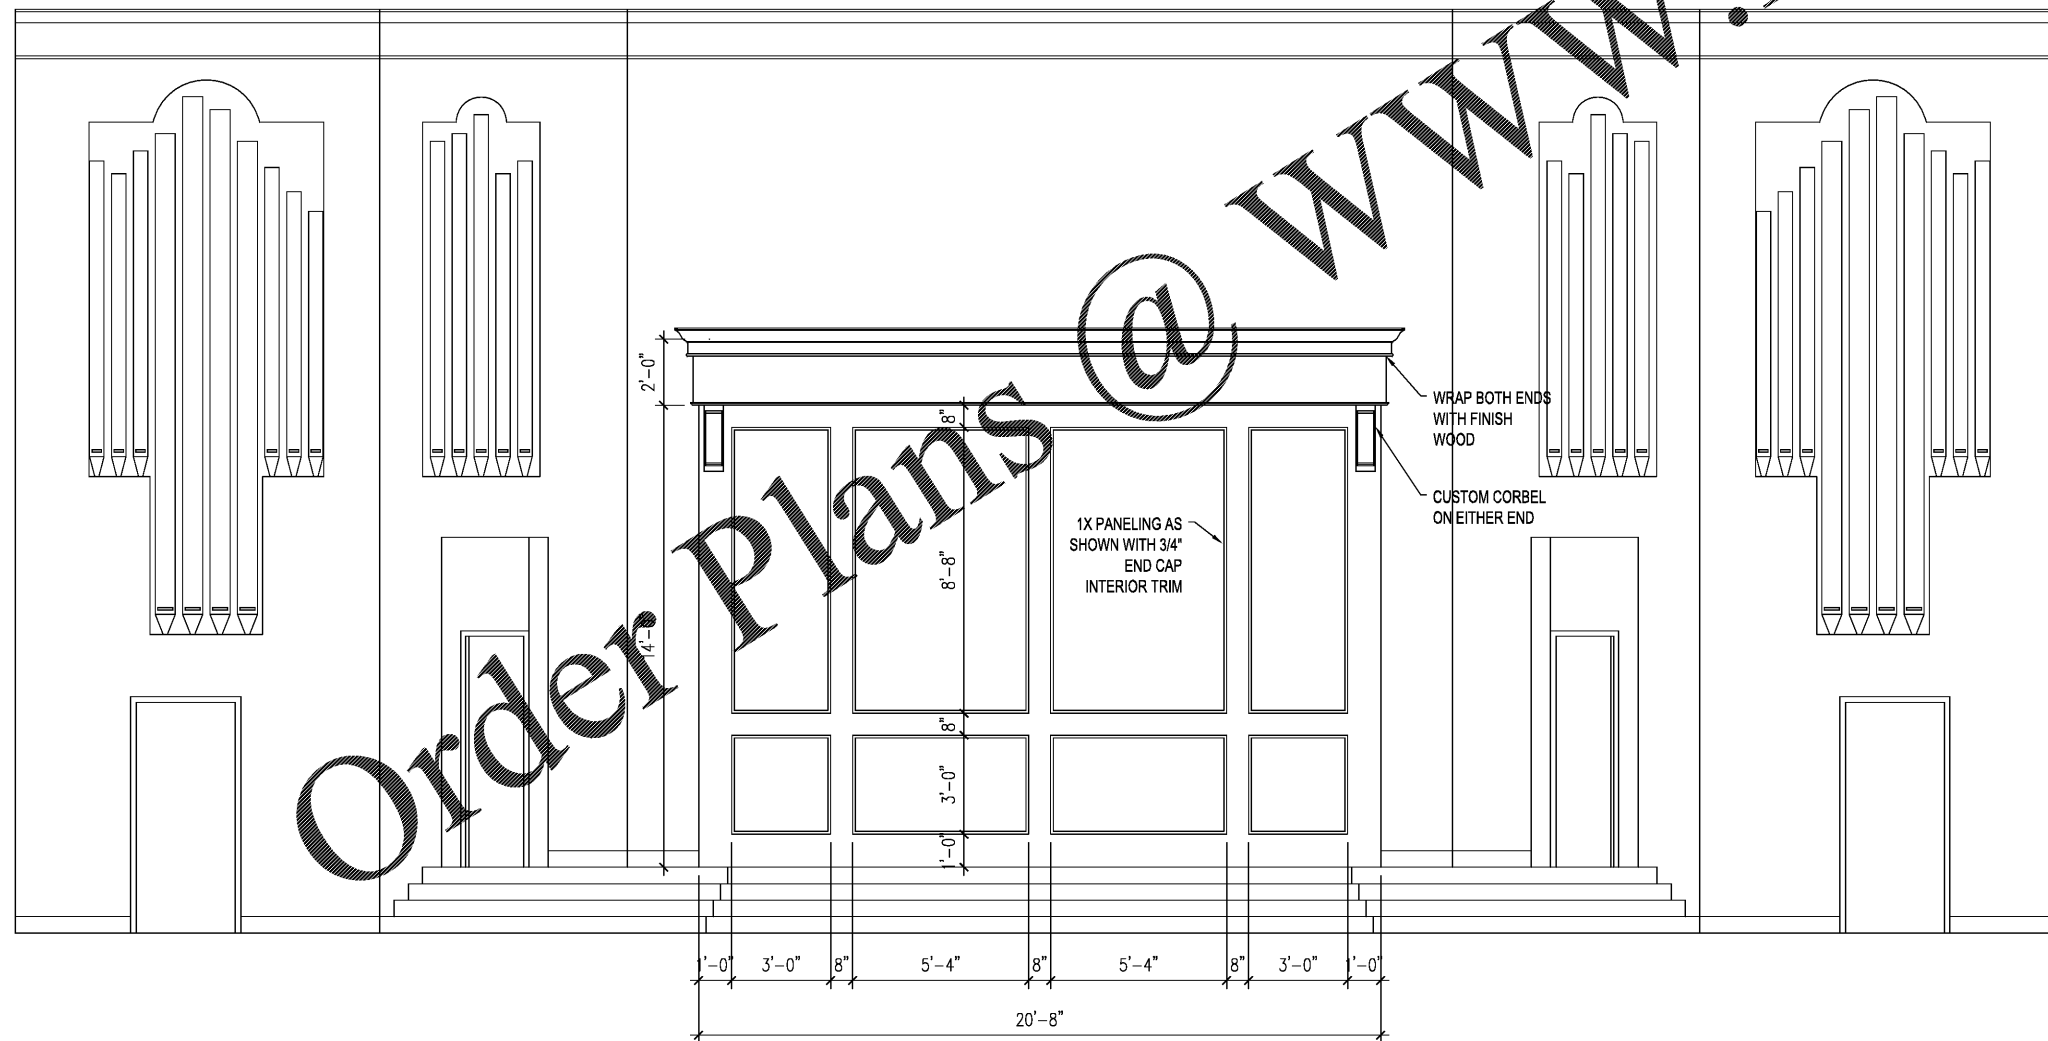 Order Plans @ www.
2'-0"
8"
WRAP BOTH ENDS
WITH FINISH
WOOD
CUSTOM CORBEL
ON EITHER END
1X PANELING AS
SHOWN WITH 3/4"
END CAP
INTERIOR TRIM
8'-8"
8"
3'-0"
1'-0"
1'-0" 3'-0" 8" 5'-4" 8" 5'-4" 8" 3'-0" 1'-0"
20'-8"